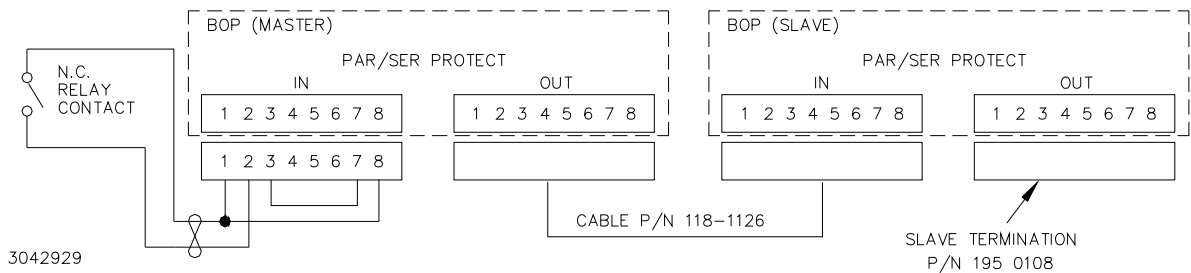 BOP (MASTER)
BOP (SLAVE)
PAR/SER PROTECT
PAR/SER PROTECT
IN
OUT
IN
OUT
N.C.
RELAY
CONTACT
1 2 3 4 5 6 7 8
1 2 3 4 5 6 7 8
1 2 3 4 5 6 7 8
1 2 3 4 5 6 7 8
1 2 3 4 5 6 7 8
CABLE P/N 118-1126
SLAVE TERMINATION
P/N 195 0108
3042929